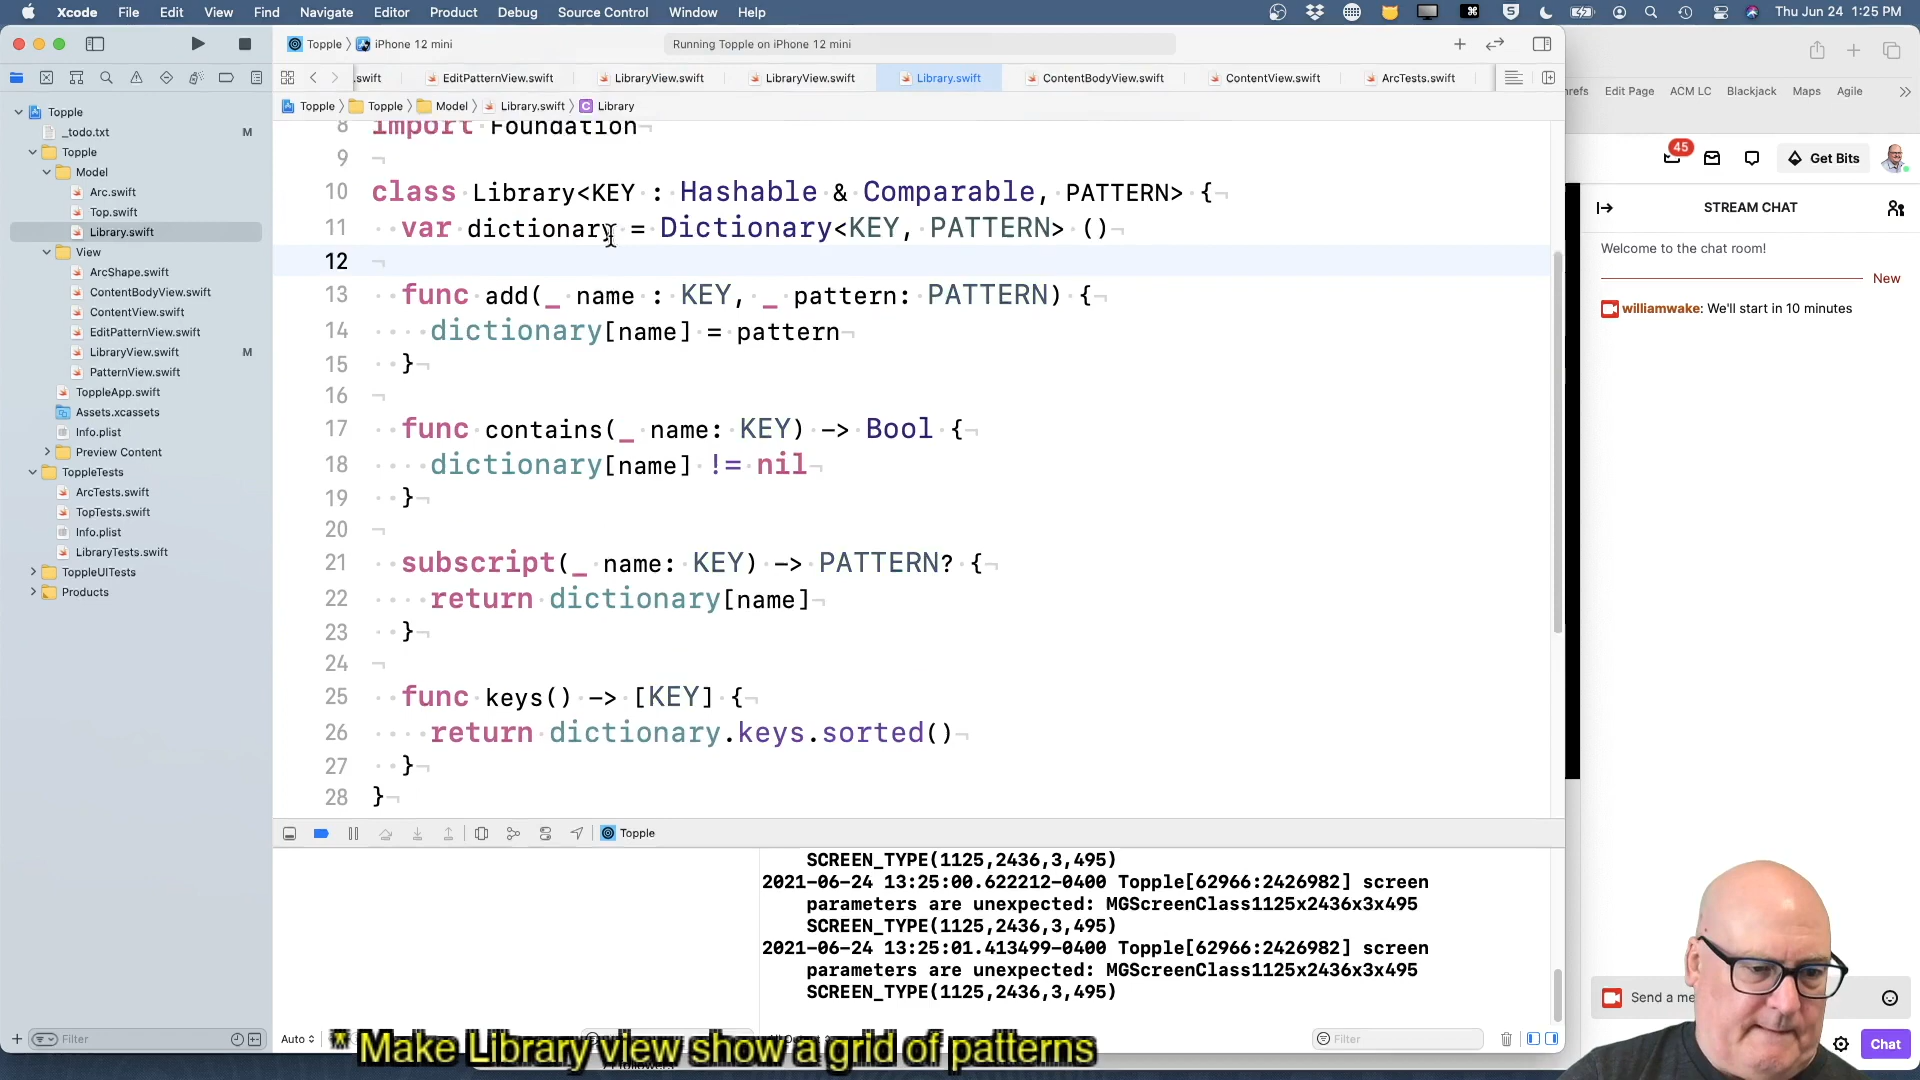 Xcode File Edit View Find Navigate Editor Product Debug Source Control Window Help Thu Jun 24 1:25 PM
Topple iPhone 12 mini Running Topple on iPhone 12 mini
.swift EditPatternView.swift LibraryView.swift LibraryView.swift Library.swift ContentBodyView.swift ContentView.swift ArcTests.swift
Topple Topple Model Library.swift Library
Topple
_todo.txt M
Topple
Model
Arc.swift
Top.swift
Library.swift
View
ArcShape.swift
ContentBodyView.swift
ContentView.swift
EditPatternView.swift
LibraryView.swift M
PatternView.swift
ToppleApp.swift
Assets.xcassets
Info.plist
Preview Content
ToppleTests
ArcTests.swift
TopTests.swift
Info.plist
LibraryTests.swift
ToppleUITests
Products
Filter
8 import Foundation
9
10 class Library<KEY : Hashable & Comparable, PATTERN> {
11 var dictionary = Dictionary<KEY, PATTERN> ()
12
13 func add(_ name : KEY, _ pattern: PATTERN) {
14 dictionary[name] = pattern
15 }
16
17 func contains(_ name: KEY) -> Bool {
18 dictionary[name] != nil
19 }
20
21 subscript(_ name: KEY) -> PATTERN? {
22 return dictionary[name]
23 }
24
25 func keys() -> [KEY] {
26 return dictionary.keys.sorted()
27 }
28 }
Topple
SCREEN_TYPE(1125,2436,3,495)
2021-06-24 13:25:00.622212-0400 Topple[62966:2426982] screen
parameters are unexpected: MGScreenClass1125x2436x3x495
SCREEN_TYPE(1125,2436,3,495)
2021-06-24 13:25:01.413499-0400 Topple[62966:2426982] screen
parameters are unexpected: MGScreenClass1125x2436x3x495
SCREEN_TYPE(1125,2436,3,495)
Auto Filter
* Make Library view show a grid of patterns
Edit Page ACM LC Blackjack Maps Agile
45 Get Bits
STREAM CHAT
Welcome to the chat room!
New
williamwake: We'll start in 10 minutes
Send a me
Chat